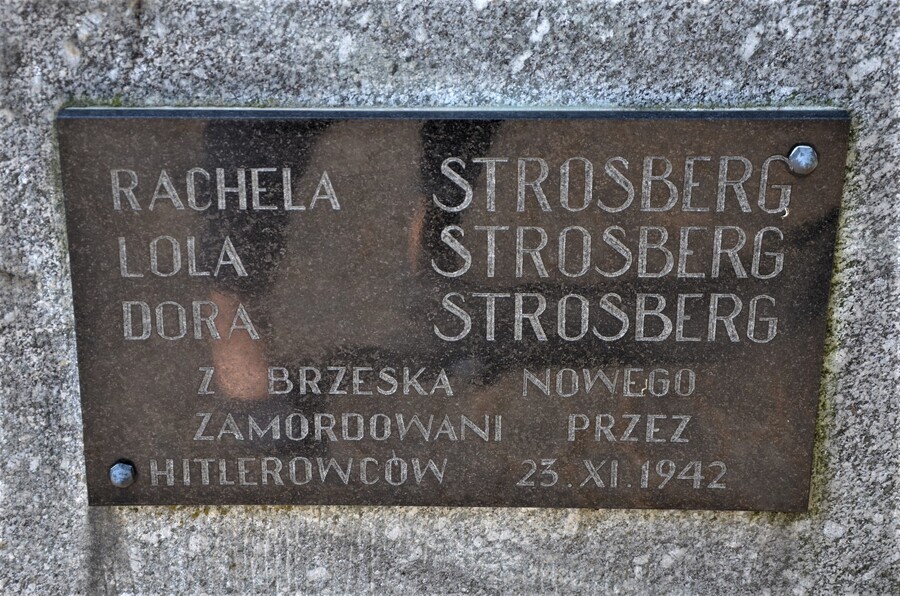 RACHELA STROSBERG
LOLA STROSBERG
DORA STROSBERG
Z BRZESKA NOWEGO
ZAMORDOWANI PRZEZ
HITLEROWCÓW 23.XI.1942